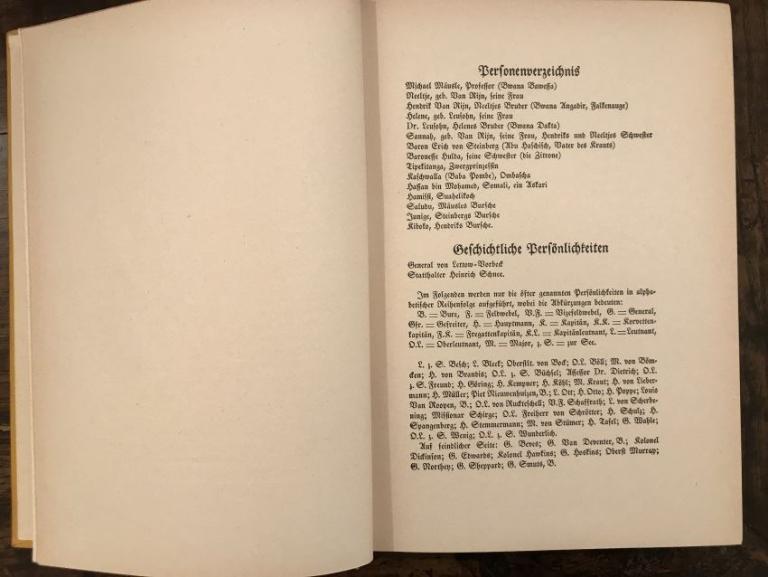 Personenverzeichnis
Michael Mäusle, Professor (Bwana Bawessa)
Neeltje, geb. Van Rijn, seine Frau
Hendrik Van Rijn, Neeltjes Bruder (Bwana Angadir, Falkenauge)
Helene, geb. Leusohn, seine Frau
Dr. Leusohn, Helenes Bruder (Bwana Dakta)
Sannah, geb. Van Rijn, seine Frau, Hendriks und Neeltjes Schwester
Baron Erich von Steinberg (Abu Haschisch, Vater des Krauts)
Baronesse Hulda, seine Schwester (die Zitrone)
Tipekitanga, Zwergprinzessin
Kaschwalla (Baba Pombe), Ombascha
Hassan bin Mohamed, Somali, ein Askari
Hamissi, Suahelikoch
Saludu, Mäusles Bursche
Junige, Steinbergs Bursche
Kiboko, Hendriks Bursche.
Geschichtliche Persönlichkeiten
General von Lettow-Vorbeck
Statthalter Heinrich Schnee.
Im Folgenden werden nur die öfter genannten Persönlichkeiten in alpha-
betischer Reihenfolge aufgeführt, wobei die Abkürzungen bedeuten:
B. = Bure, F. = Feldwebel, V.F. = Vizefeldwebel, G. = General,
Gfr. = Gefreiter, H. = Hauptmann, K. = Kapitän, K.K. = Korvetten-
kapitän, F.K. = Fregattenkapitän, K.L. = Kapitänleutnant, L. = Leutnant,
O.L. = Oberleutnant, M. = Major, z. S. = zur See.
L. z. S. Besch; L. Bleck; Oberstlt. von Bock; O.L. Böll; M. von Böm-
cken; H. von Brandis; O.L. z. S. Büchsel; Assessor Dr. Dietrich; O.L.
z. S. Freund; H. Göring; H. Kempner; H. Köhl; M. Kraut; H. von Lieber-
mann; H. Müller; Piet Nieuwenhuizen, B.; L. Ott; H. Otto; H. Poppe; Louis
Van Rooyen, B.; O.L. von Ruckteschell; V.F. Schaffrath; L. von Scherbe-
ning; Missionar Schirge; O.L. Freiherr von Schrötter; H. Schulz; H.
Spangenberg; H. Stemmermann; M. von Stümer; H. Tafel; G. Wahle;
O.L. z. S. Wenig; O.L. z. S. Wunderlich.
Auf feindlicher Seite: G. Beves; G. Van Deventer, B.; Kolonel
Dickinson; G. Edwards; Kolonel Hawkins; G. Hoskins; Oberst Murray;
G. Northey; G. Sheppard; G. Smuts, B.